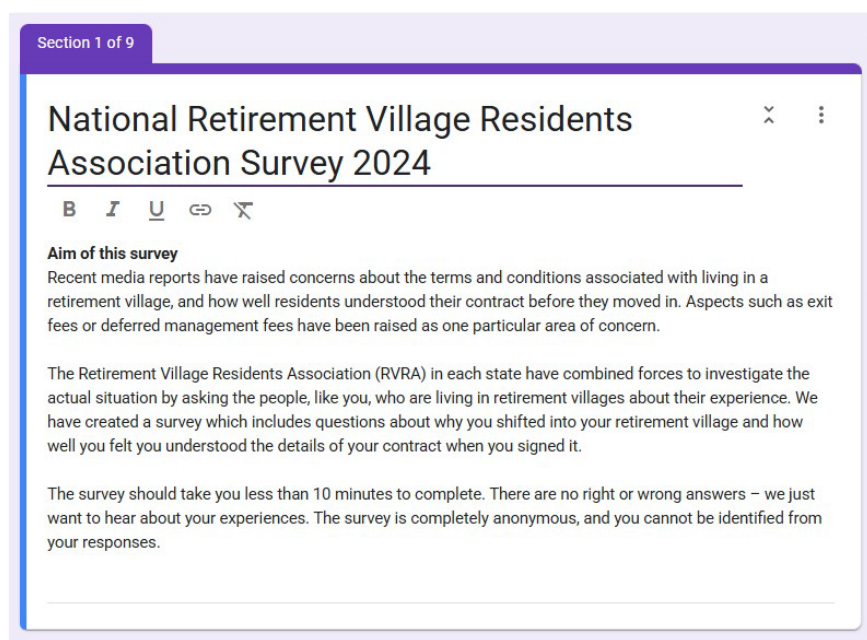 Section 1 of 9
National Retirement Village Residents
Association Survey 2024
B I U
Aim of this survey
Recent media reports have raised concerns about the terms and conditions associated with living in a
retirement village, and how well residents understood their contract before they moved in. Aspects such as exit
fees or deferred management fees have been raised as one particular area of concern.
The Retirement Village Residents Association (RVRA) in each state have combined forces to investigate the
actual situation by asking the people, like you, who are living in retirement villages about their experience. We
have created a survey which includes questions about why you shifted into your retirement village and how
well you felt you understood the details of your contract when you signed it.
The survey should take you less than 10 minutes to complete. There are no right or wrong answers – we just
want to hear about your experiences. The survey is completely anonymous, and you cannot be identified from
your responses.